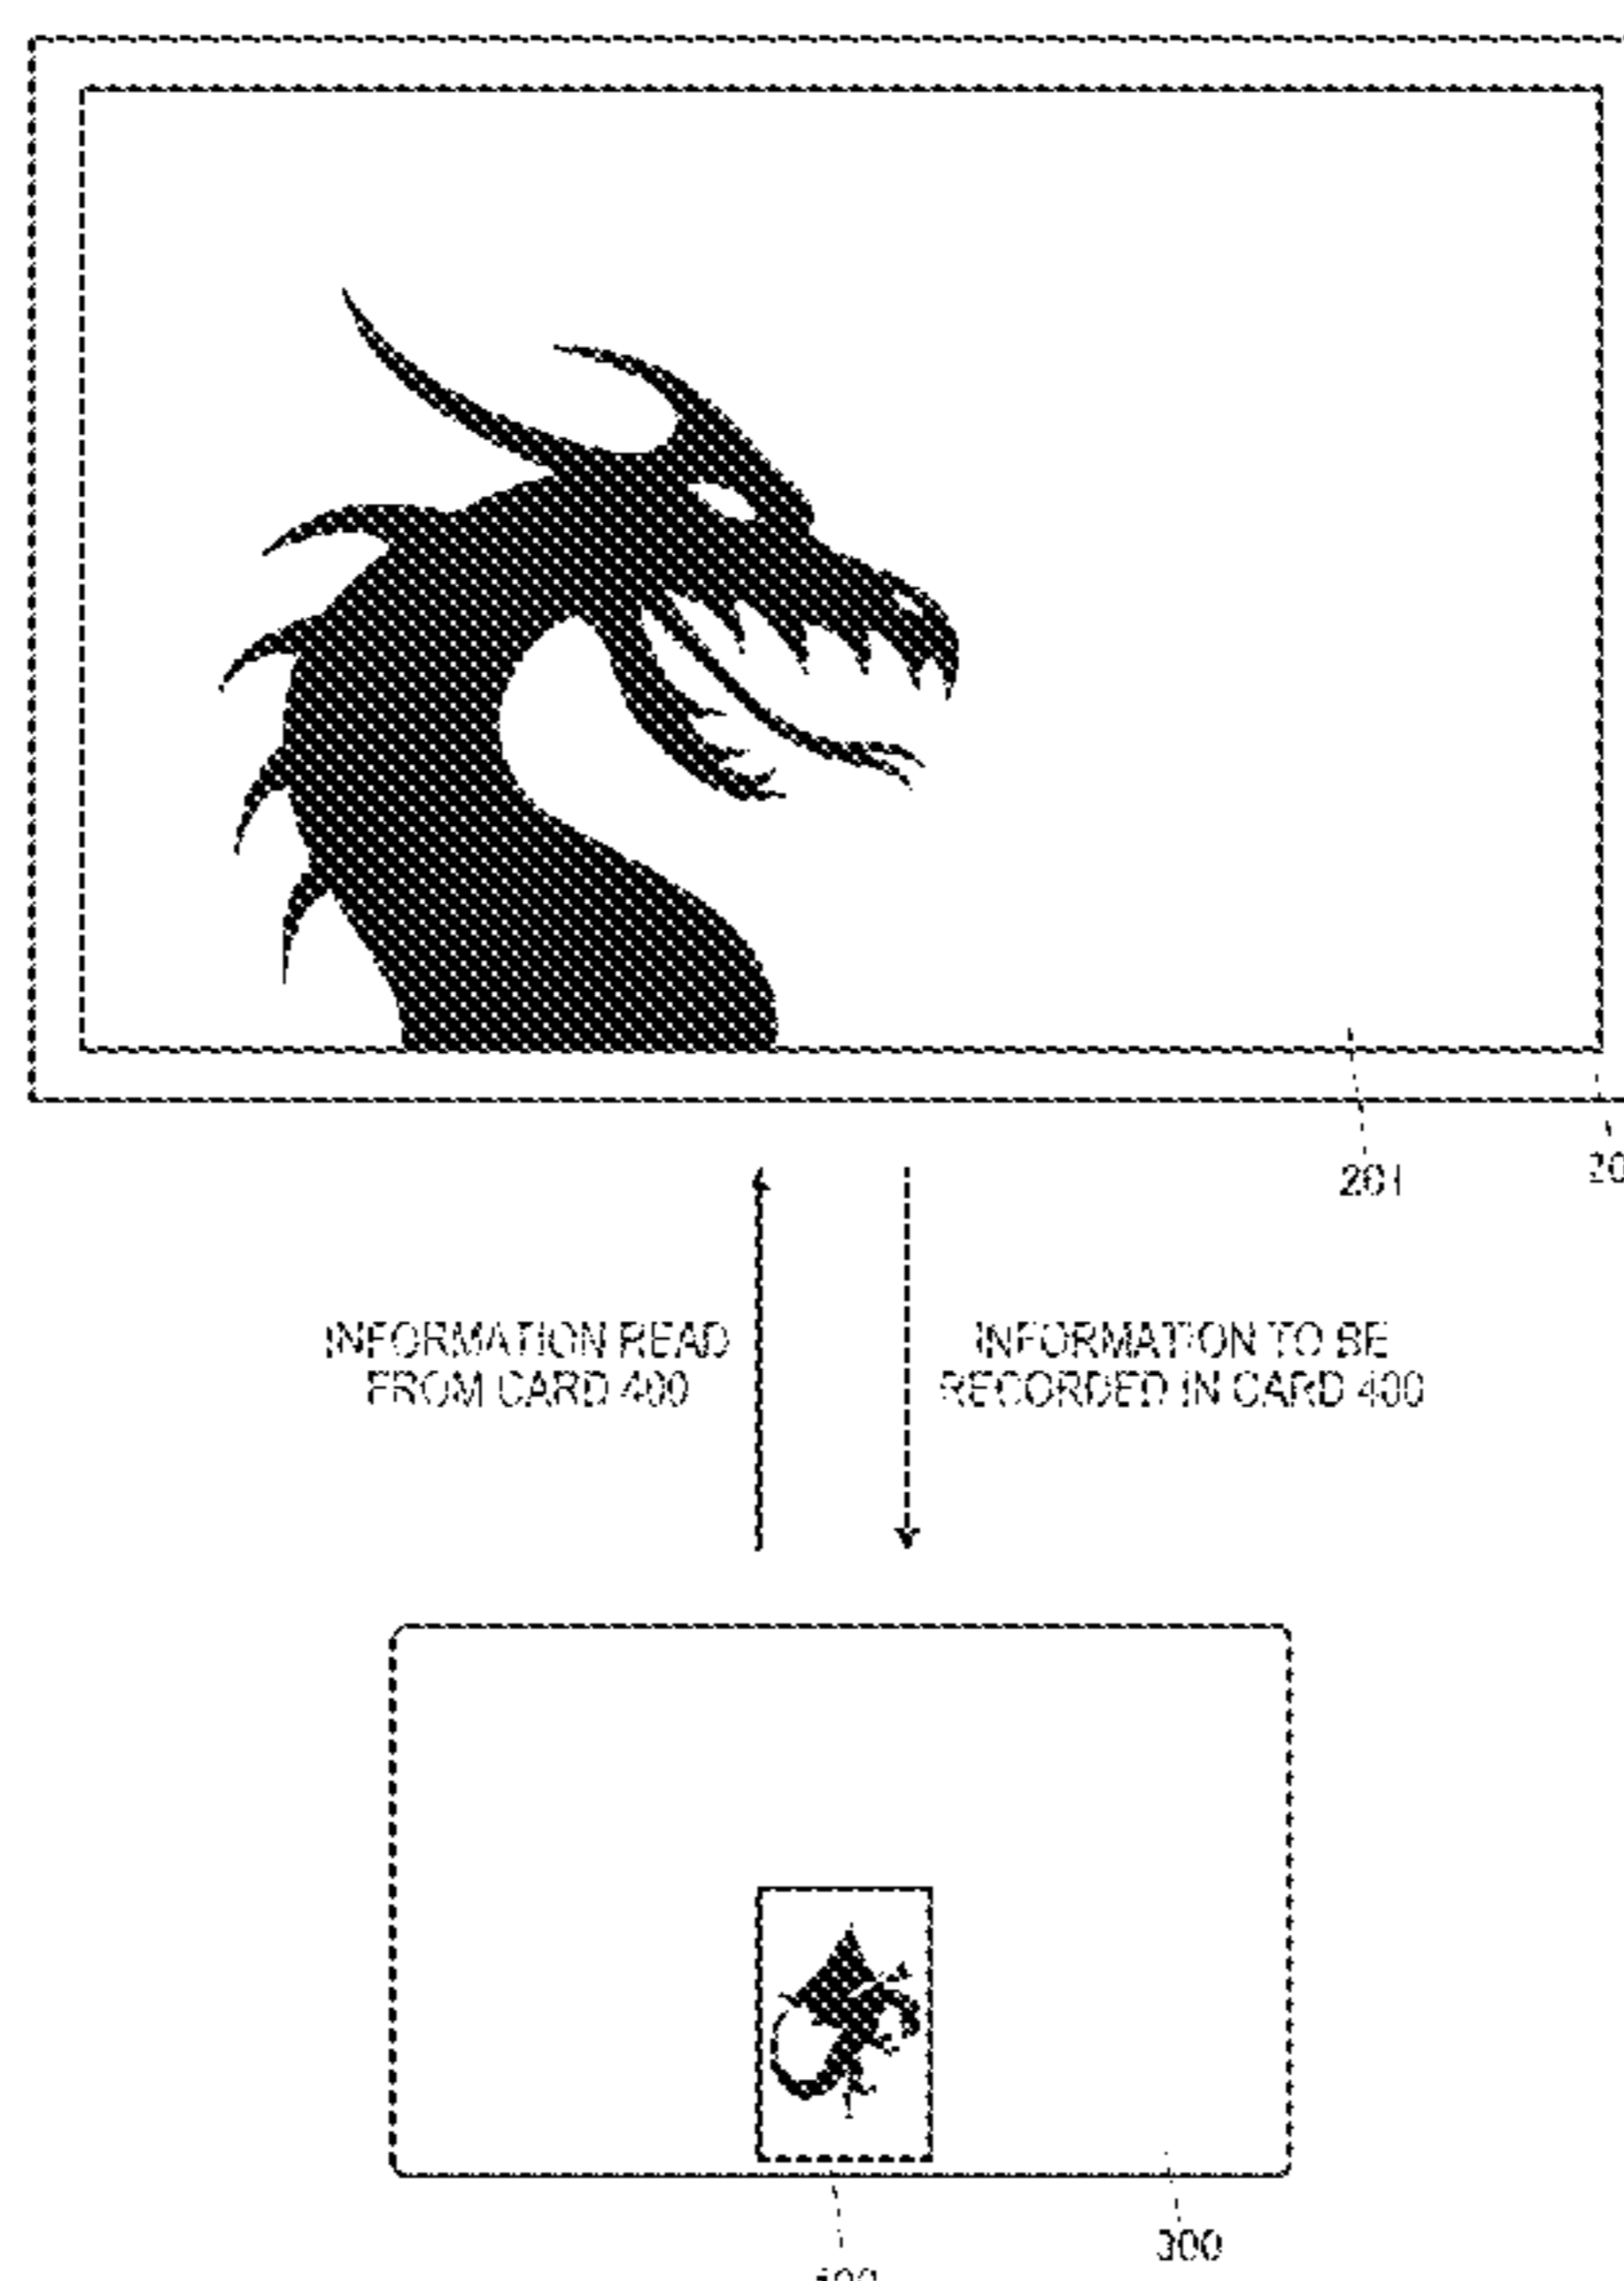 201
INFORMATION READ
FROM CARD 400
INFORMATION TO BE
RECORDED IN CARD 400
300